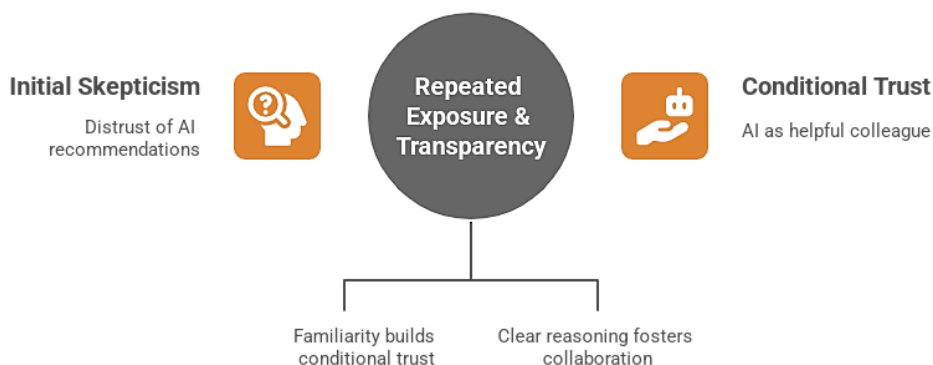 Initial Skepticism
Distrust of AI
recommendations
?
Repeated
Exposure &
Transparency
Conditional Trust
AI as helpful colleague
Familiarity builds
conditional trust
Clear reasoning fosters
collaboration